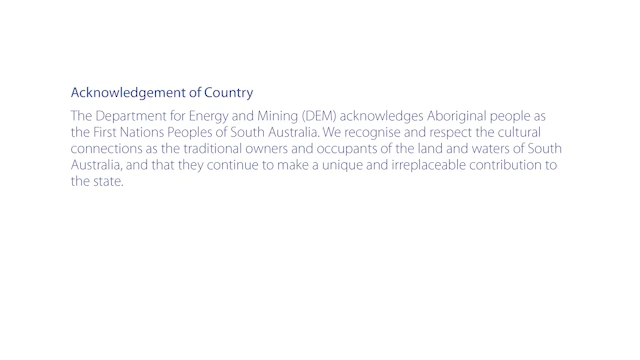 Acknowledgement of Country
The Department for Energy and Mining (DEM) acknowledges Aboriginal people as
the First Nations Peoples of South Australia. We recognise and respect the cultural
connections as the traditional owners and occupants of the land and waters of South
Australia, and that they continue to make a unique and irreplaceable contribution to
the state.